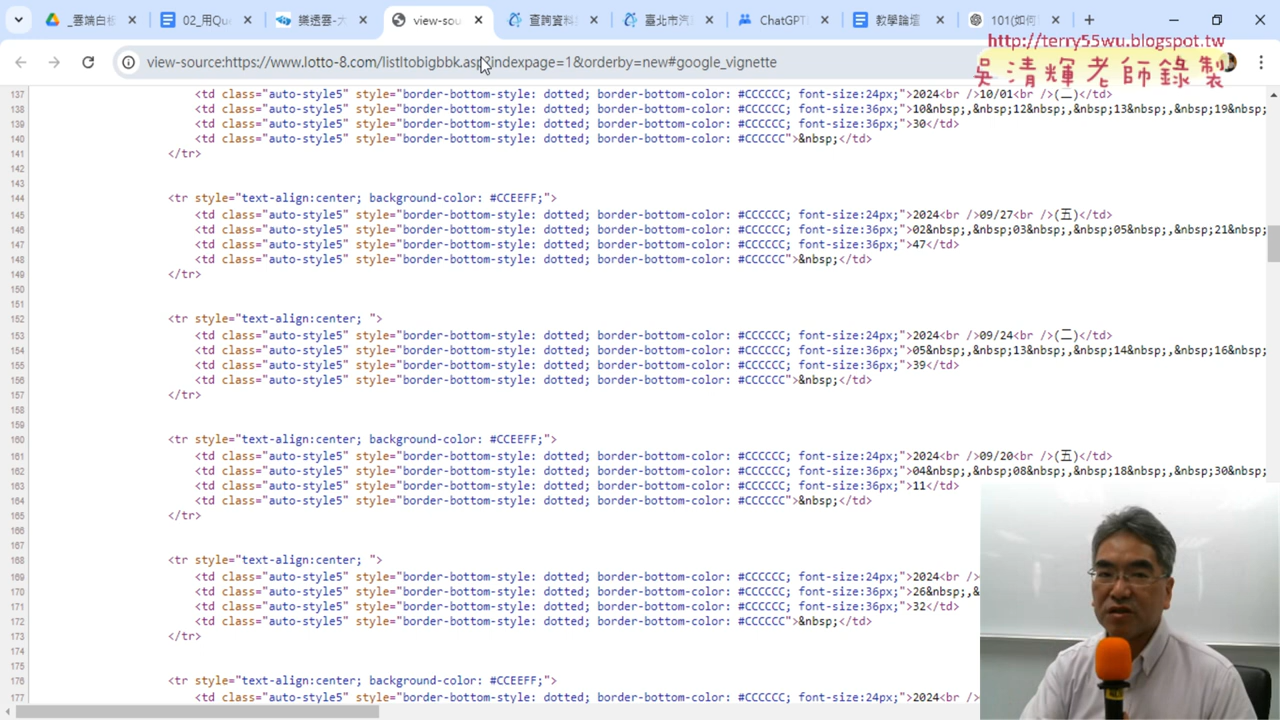 _雲端白板
02_用Qu
樂透雲-大
view-sou
查詢資料
臺北市汽
ChatGPT
教學論壇
101(如何
http://terry55wu.blogspot.tw
吳清輝老師錄製
view-source:https://www.lotto-8.com/listltobigbbk.asp?indexpage=1&orderby=new#google_vignette
137 <td class="auto-style5" style="border-bottom-style: dotted; border-bottom-color: #CCCCCC; font-size:24px;">2024<br />10/01<br />(二)</td>
138 <td class="auto-style5" style="border-bottom-style: dotted; border-bottom-color: #CCCCCC; font-size:36px;">10&nbsp;,&nbsp;12&nbsp;,&nbsp;13&nbsp;,&nbsp;19&nbsp;
139 <td class="auto-style5" style="border-bottom-style: dotted; border-bottom-color: #CCCCCC; font-size:36px;">30</td>
140 <td class="auto-style5" style="border-bottom-style: dotted; border-bottom-color: #CCCCCC">&nbsp;</td>
141 </tr>
142
143
144 <tr style="text-align:center; background-color: #CCEEFF;">
145 <td class="auto-style5" style="border-bottom-style: dotted; border-bottom-color: #CCCCCC; font-size:24px;">2024<br />09/27<br />(五)</td>
146 <td class="auto-style5" style="border-bottom-style: dotted; border-bottom-color: #CCCCCC; font-size:36px;">02&nbsp;,&nbsp;03&nbsp;,&nbsp;05&nbsp;,&nbsp;21&nbsp;
147 <td class="auto-style5" style="border-bottom-style: dotted; border-bottom-color: #CCCCCC; font-size:36px;">47</td>
148 <td class="auto-style5" style="border-bottom-style: dotted; border-bottom-color: #CCCCCC">&nbsp;</td>
149 </tr>
150
151
152 <tr style="text-align:center; ">
153 <td class="auto-style5" style="border-bottom-style: dotted; border-bottom-color: #CCCCCC; font-size:24px;">2024<br />09/24<br />(二)</td>
154 <td class="auto-style5" style="border-bottom-style: dotted; border-bottom-color: #CCCCCC; font-size:36px;">05&nbsp;,&nbsp;13&nbsp;,&nbsp;14&nbsp;,&nbsp;16&nbsp;
155 <td class="auto-style5" style="border-bottom-style: dotted; border-bottom-color: #CCCCCC; font-size:36px;">39</td>
156 <td class="auto-style5" style="border-bottom-style: dotted; border-bottom-color: #CCCCCC">&nbsp;</td>
157 </tr>
158
159
160 <tr style="text-align:center; background-color: #CCEEFF;">
161 <td class="auto-style5" style="border-bottom-style: dotted; border-bottom-color: #CCCCCC; font-size:24px;">2024<br />09/20<br />(五)</td>
162 <td class="auto-style5" style="border-bottom-style: dotted; border-bottom-color: #CCCCCC; font-size:36px;">04&nbsp;,&nbsp;08&nbsp;,&nbsp;18&nbsp;,&nbsp;30&nbsp;
163 <td class="auto-style5" style="border-bottom-style: dotted; border-bottom-color: #CCCCCC; font-size:36px;">11</td>
164 <td class="auto-style5" style="border-bottom-style: dotted; border-bottom-color: #CCCCCC">&nbsp;</td>
165 </tr>
166
167
168 <tr style="text-align:center; ">
169 <td class="auto-style5" style="border-bottom-style: dotted; border-bottom-color: #CCCCCC; font-size:24px;">2024<br />
170 <td class="auto-style5" style="border-bottom-style: dotted; border-bottom-color: #CCCCCC; font-size:36px;">26&nbsp;,&
171 <td class="auto-style5" style="border-bottom-style: dotted; border-bottom-color: #CCCCCC; font-size:36px;">32</td>
172 <td class="auto-style5" style="border-bottom-style: dotted; border-bottom-color: #CCCCCC">&nbsp;</td>
173 </tr>
174
175
176 <tr style="text-align:center; background-color: #CCEEFF;">
177 <td class="auto-style5" style="border-bottom-style: dotted; border-bottom-color: #CCCCCC; font-size:24px;">2024<br />